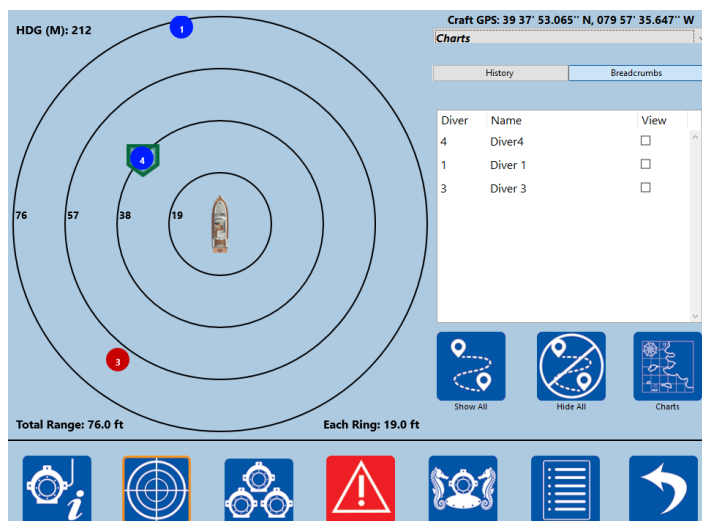 Craft GPS: 39 37' 53.065'' N, 079 57' 35.647'' W
HDG (M): 212
Charts
History
Breadcrumbs
Diver Name View
4 Diver4
1 Diver 1
3 Diver 3
1
4
76 57 38 19
3
Total Range: 76.0 ft
Each Ring: 19.0 ft
Show All
Hide All
Charts
i